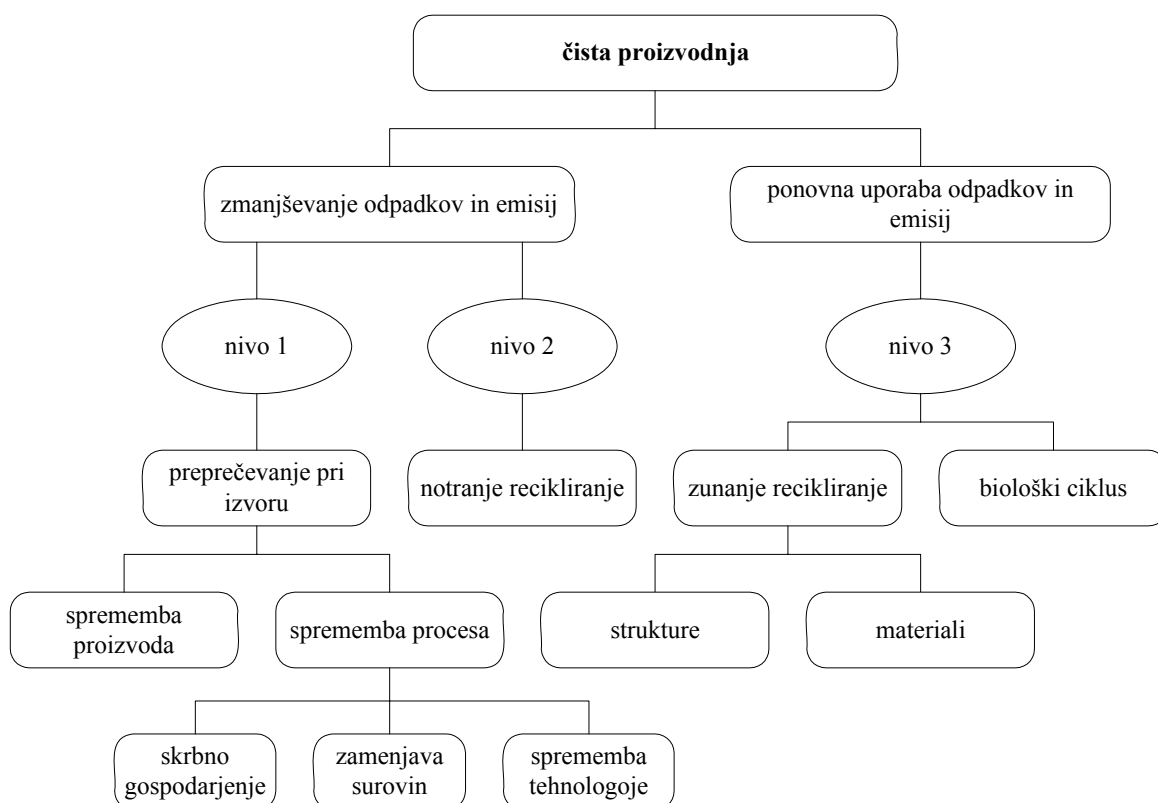 čista proizvodnja
zmanjševanje odpadkov in emisij
ponovna uporaba odpadkov in
emisij
nivo 1
nivo 2
nivo 3
preprečevanje pri
izvoru
notranje recikliranje
zunanje recikliranje
biološki ciklus
sprememba
proizvoda
sprememba procesa
strukture
materiali
skrbno
gospodarjenje
zamenjava
surovin
sprememba
tehnologoje